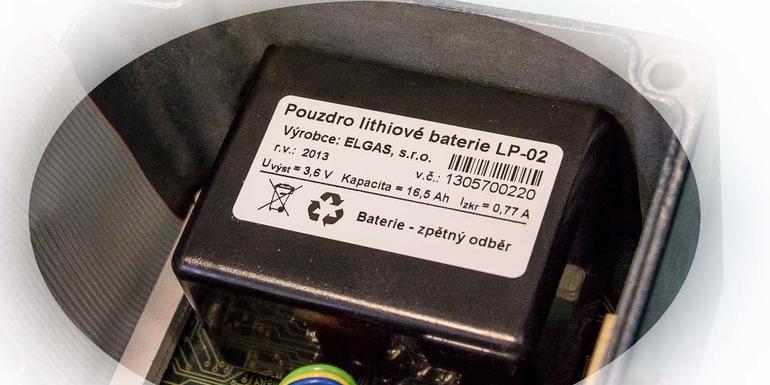 Pouzdro lithiové baterie LP-02
Výrobce: ELGAS, s.r.o.
r.v.: 2013 v.č.: 1305700220
Uvýst = 3,6 V Kapacita = 16,5 Ah Izkr = 0,77 A
Baterie - zpětný odběr